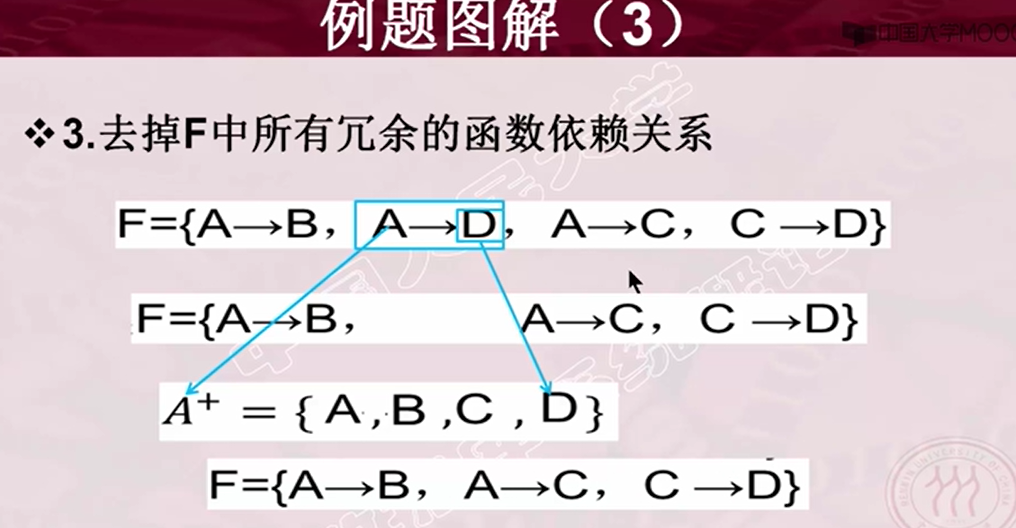 例题图解（3）
中国大学MOOC
❖3.去掉F中所有冗余的函数依赖关系
F={A→B， A→D， A→C， C →D}
F={A→B， A→C， C →D}
A⁺ = { A , B ,C , D }
F={A→B， A→C， C →D}